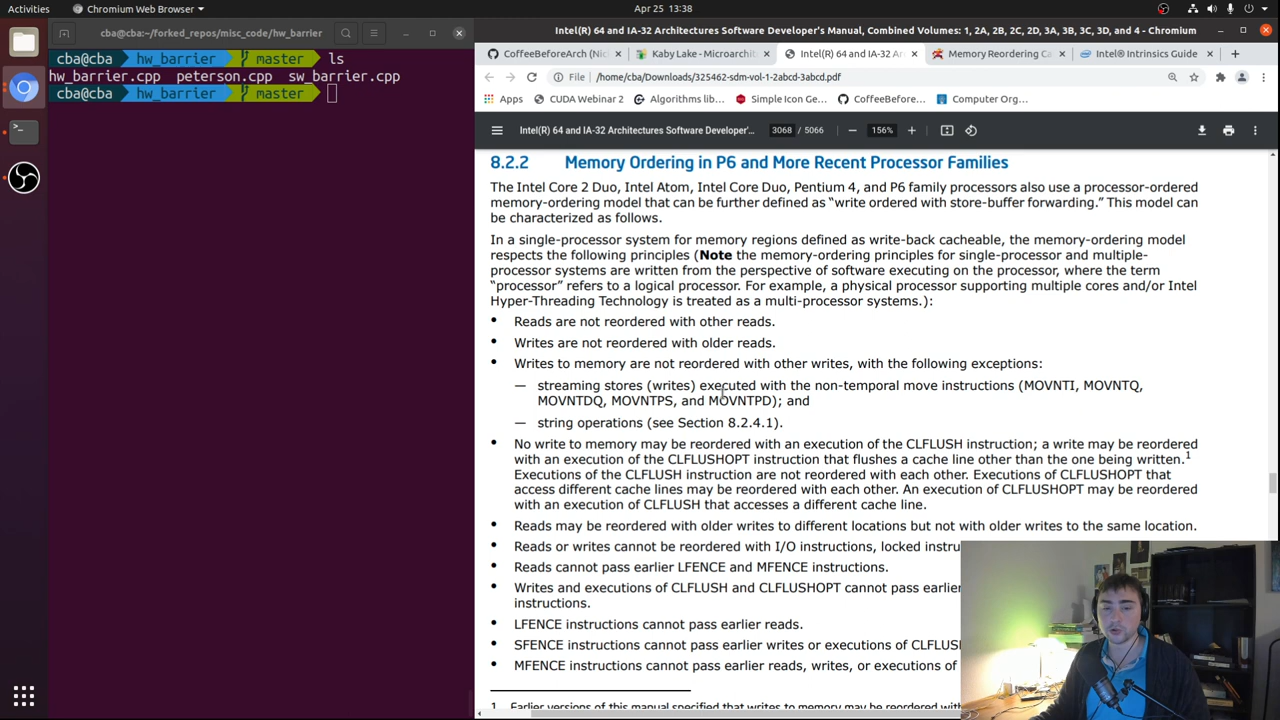 Activities
Chromium Web Browser
Apr 25 13:38
cba@cba: ~/forked_repos/misc_code/hw_barrier
Intel(R) 64 and IA-32 Architectures Software Developer's Manual, Combined Volumes: 1, 2A, 2B, 2C, 2D, 3A, 3B, 3C, 3D, and 4 - Chromium
CoffeeBeforeArch (Nic
Kaby Lake - Microarchit
Intel(R) 64 and IA-32 Ar
Memory Reordering Ca
Intel® Intrinsics Guide
File
/home/cba/Downloads/325462-sdm-vol-1-2abcd-3abcd.pdf
Apps
CUDA Webinar 2
Algorithms lib...
Simple Icon Ge...
CoffeeBefore...
Computer Org...
Intel(R) 64 and IA-32 Architectures Software Developer'...
3068 / 5066
156%
cba@cba hw_barrier master ls
hw_barrier.cpp peterson.cpp sw_barrier.cpp
cba@cba hw_barrier master
8.2.2 Memory Ordering in P6 and More Recent Processor Families
The Intel Core 2 Duo, Intel Atom, Intel Core Duo, Pentium 4, and P6 family processors also use a processor-ordered
memory-ordering model that can be further defined as “write ordered with store-buffer forwarding.” This model can
be characterized as follows.
In a single-processor system for memory regions defined as write-back cacheable, the memory-ordering model
respects the following principles (Note the memory-ordering principles for single-processor and multiple-
processor systems are written from the perspective of software executing on the processor, where the term
“processor” refers to a logical processor. For example, a physical processor supporting multiple cores and/or Intel
Hyper-Threading Technology is treated as a multi-processor systems.):
• Reads are not reordered with other reads.
• Writes are not reordered with older reads.
• Writes to memory are not reordered with other writes, with the following exceptions:
— streaming stores (writes) executed with the non-temporal move instructions (MOVNTI, MOVNTQ,
MOVNTDQ, MOVNTPS, and MOVNTPD); and
— string operations (see Section 8.2.4.1).
• No write to memory may be reordered with an execution of the CLFLUSH instruction; a write may be reordered
with an execution of the CLFLUSHOPT instruction that flushes a cache line other than the one being written.1
Executions of the CLFLUSH instruction are not reordered with each other. Executions of CLFLUSHOPT that
access different cache lines may be reordered with each other. An execution of CLFLUSHOPT may be reordered
with an execution of CLFLUSH that accesses a different cache line.
• Reads may be reordered with older writes to different locations but not with older writes to the same location.
• Reads or writes cannot be reordered with I/O instructions, locked instru
• Reads cannot pass earlier LFENCE and MFENCE instructions.
• Writes and executions of CLFLUSH and CLFLUSHOPT cannot pass earlier
instructions.
• LFENCE instructions cannot pass earlier reads.
• SFENCE instructions cannot pass earlier writes or executions of CLFLUS
• MFENCE instructions cannot pass earlier reads, writes, or executions of
1. Earlier versions of this manual specified that writes to memory may be reordered with